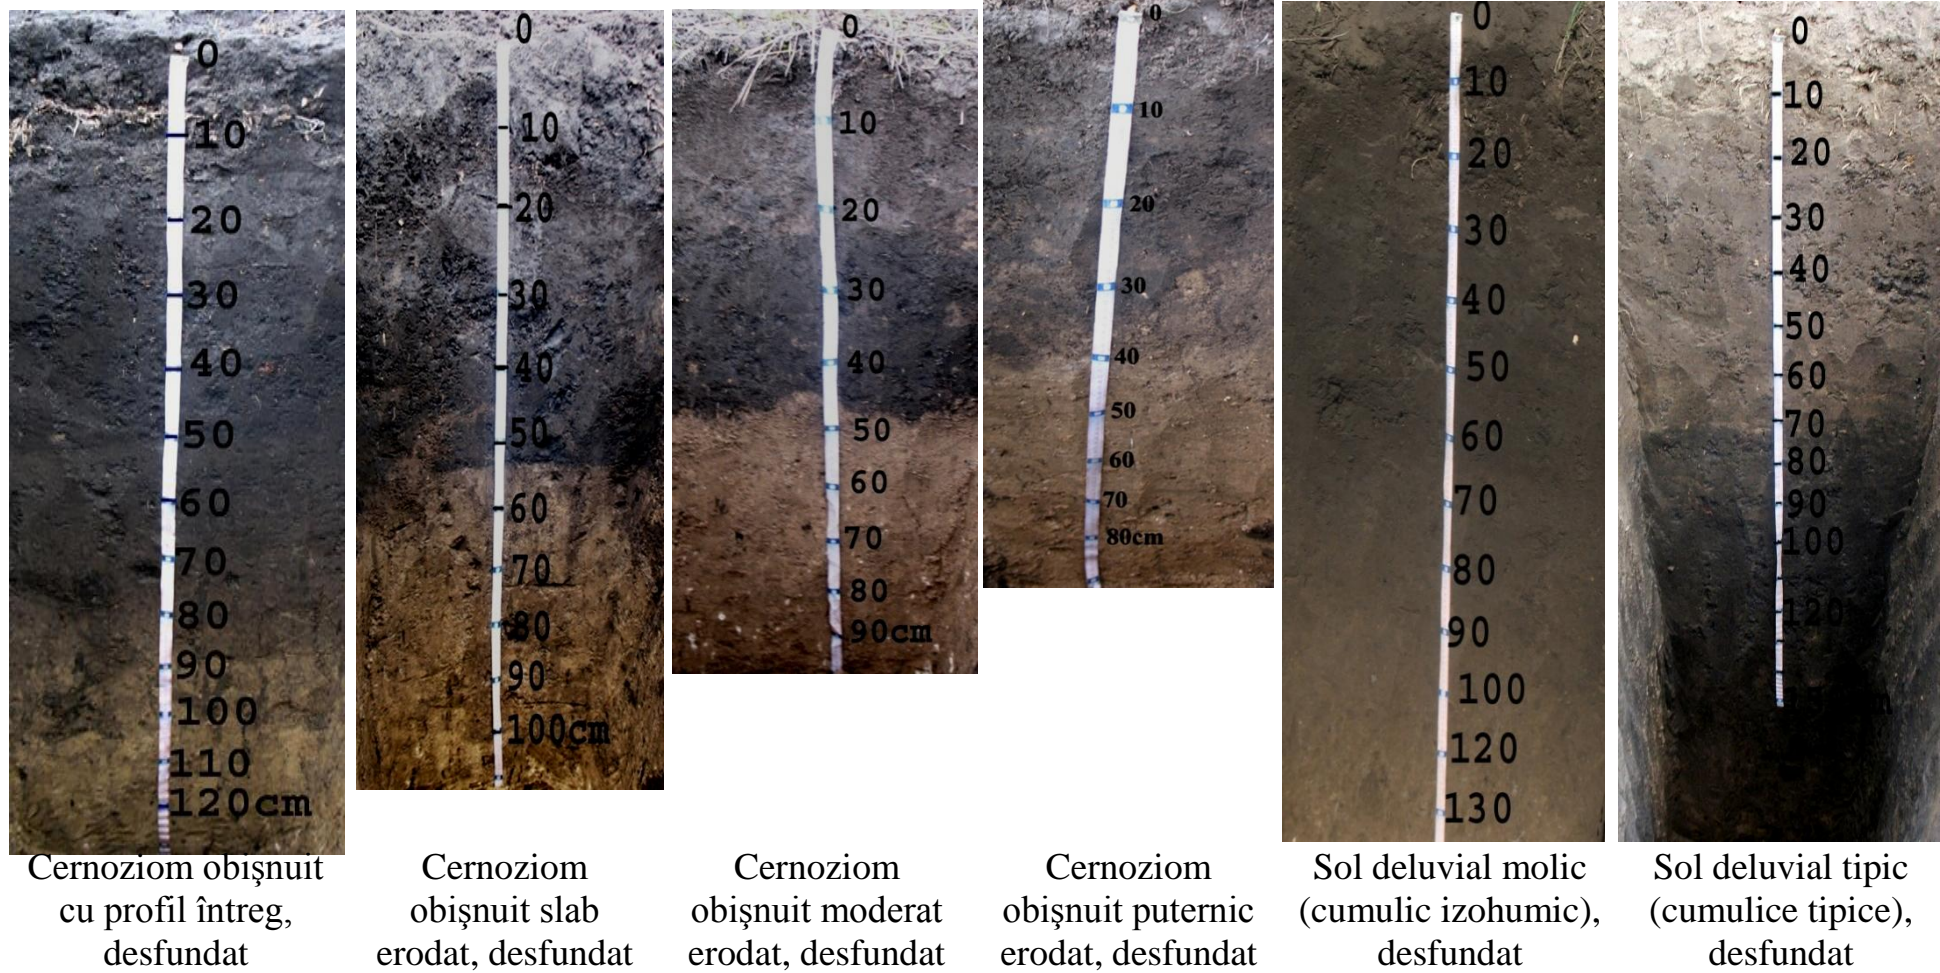 0
10
20
30
40
50
60
70
80
90
100
110
120cm
Cernoziom obişnuit
cu profil întreg,
desfundat
0
10
20
30
40
50
60
70
80
90
100cm
Cernoziom
obişnuit slab
erodat, desfundat
0
10
20
30
40
50
60
70
80
90cm
Cernoziom
obişnuit moderat
erodat, desfundat
0
10
20
30
40
50
60
70
80cm
Cernoziom
obişnuit puternic
erodat, desfundat
0
10
20
30
40
50
60
70
80
90
100
120
130
Sol deluvial molic
(cumulic izohumic),
desfundat
0
10
20
30
40
50
60
70
80
90
100
120
Sol deluvial tipic
(cumulice tipice),
desfundat